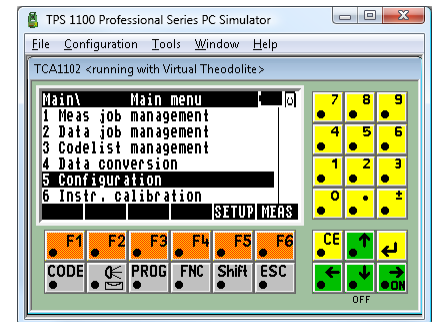 TPS 1100 Professional Series PC Simulator
File Configuration Tools Window Help
TCA1102 <running with Virtual Theodolite>
Main\ Main menu
1 Meas job management
2 Data job management
3 Codelist management
4 Data conversion
5 Configuration
6 Instr. calibration
SETUP MEAS
7 8 9
4 5 6
1 2 3
0 . ±
F1 F2 F3 F4 F5 F6
CE
CODE PROG FNC Shift ESC
ON
OFF